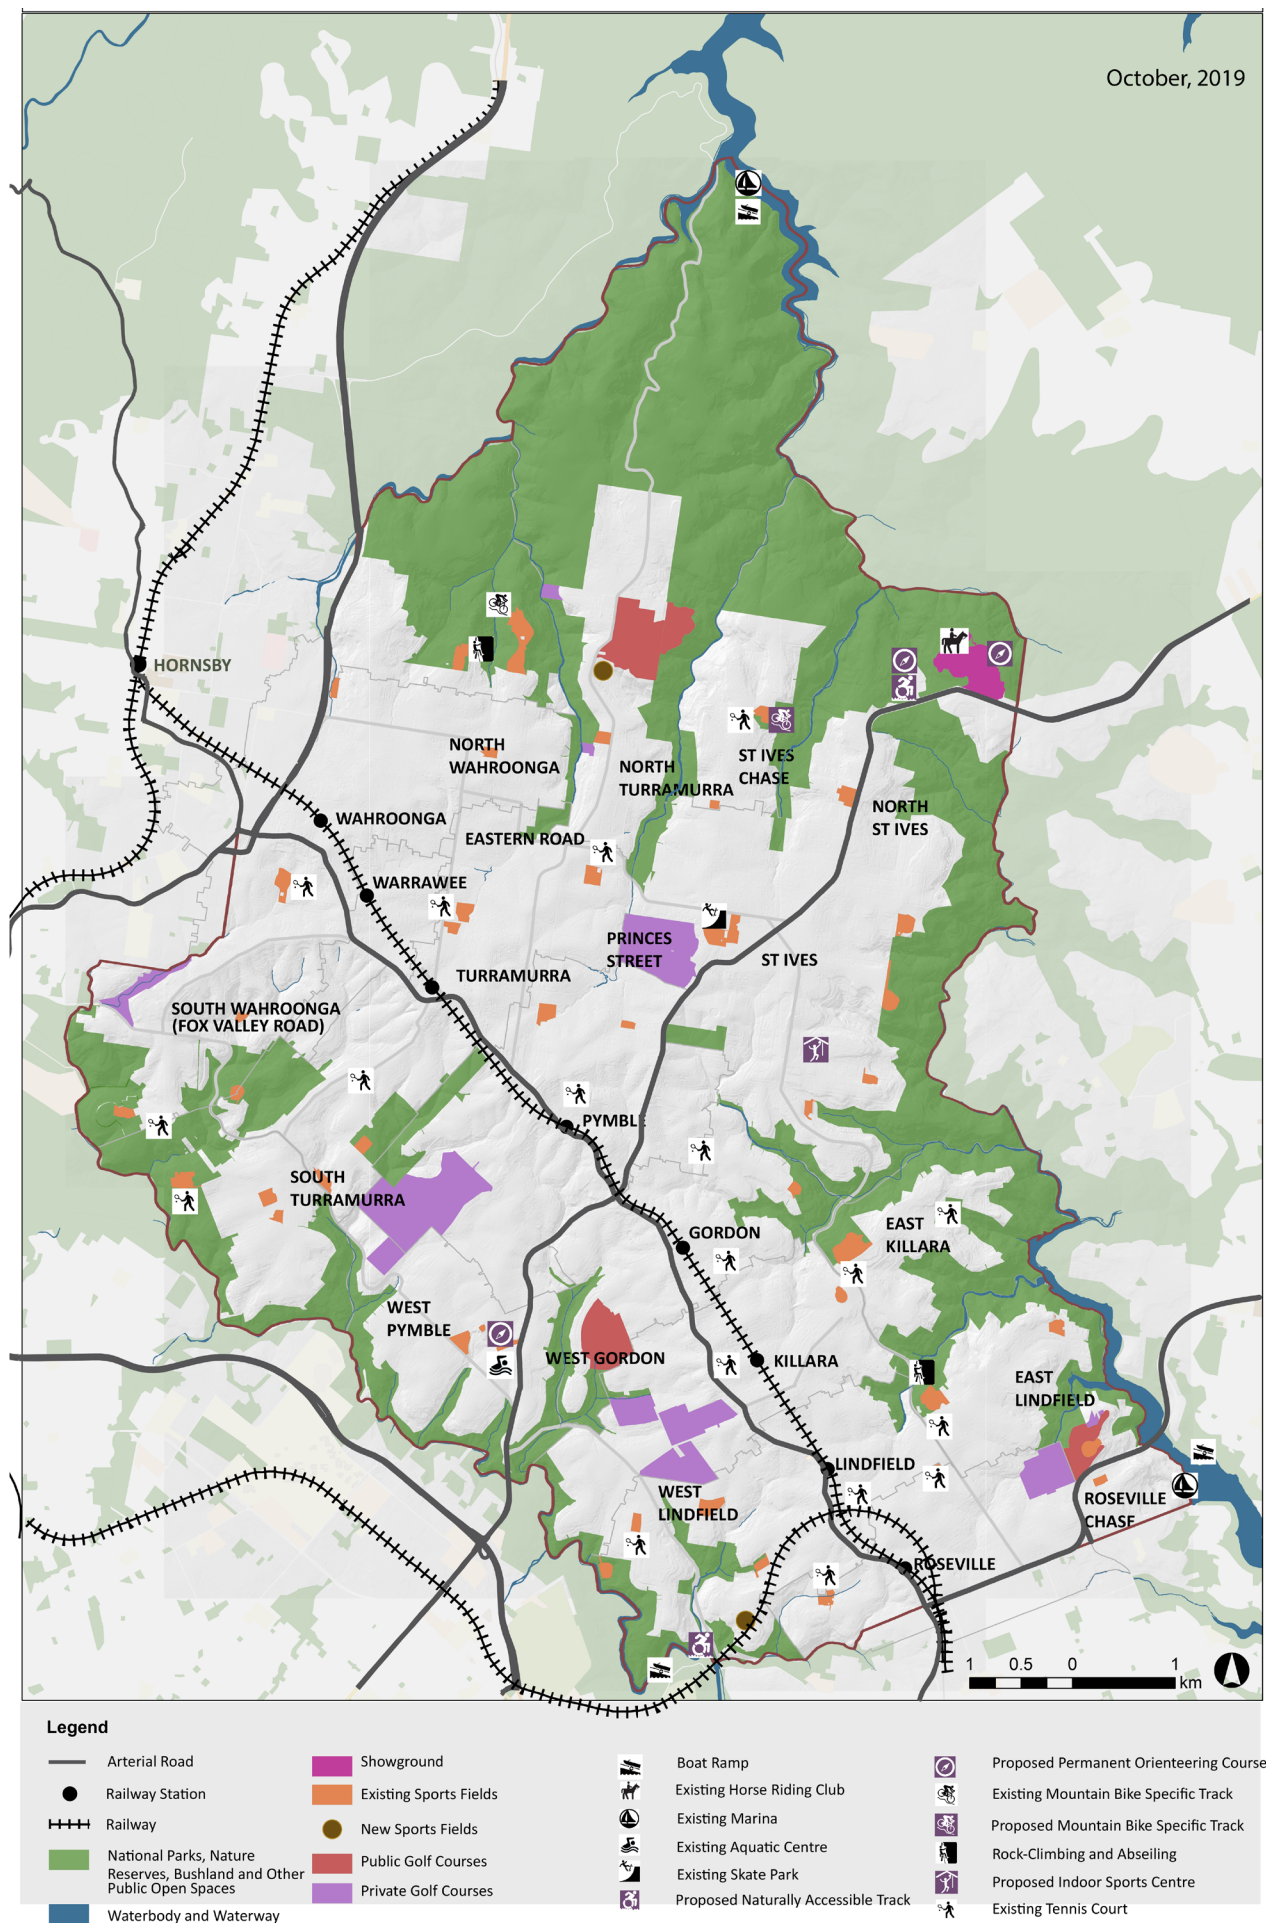 October, 2019
HORNSBY
NORTH
WAHROONGA
NORTH
TURRAMURRA
ST IVES
CHASE
NORTH
ST IVES
WAHROONGA
EASTERN ROAD
WARRAWEE
PRINCES
STREET
ST IVES
TURRAMURRA
SOUTH WAHROONGA
(FOX VALLEY ROAD)
PYMBLE
SOUTH
TURRAMURRA
GORDON
EAST
KILLARA
WEST
PYMBLE
WEST GORDON
KILLARA
EAST
LINDFIELD
LINDFIELD
WEST
LINDFIELD
ROSEVILLE
CHASE
ROSEVILLE
1 0.5 0 1
km
Legend
Arterial Road
Railway Station
Railway
National Parks, Nature
Reserves, Bushland and Other
Public Open Spaces
Waterbody and Waterway
Showground
Existing Sports Fields
New Sports Fields
Public Golf Courses
Private Golf Courses
Boat Ramp
Existing Horse Riding Club
Existing Marina
Existing Aquatic Centre
Existing Skate Park
Proposed Naturally Accessible Track
Proposed Permanent Orienteering Course
Existing Mountain Bike Specific Track
Proposed Mountain Bike Specific Track
Rock-Climbing and Abseiling
Proposed Indoor Sports Centre
Existing Tennis Court